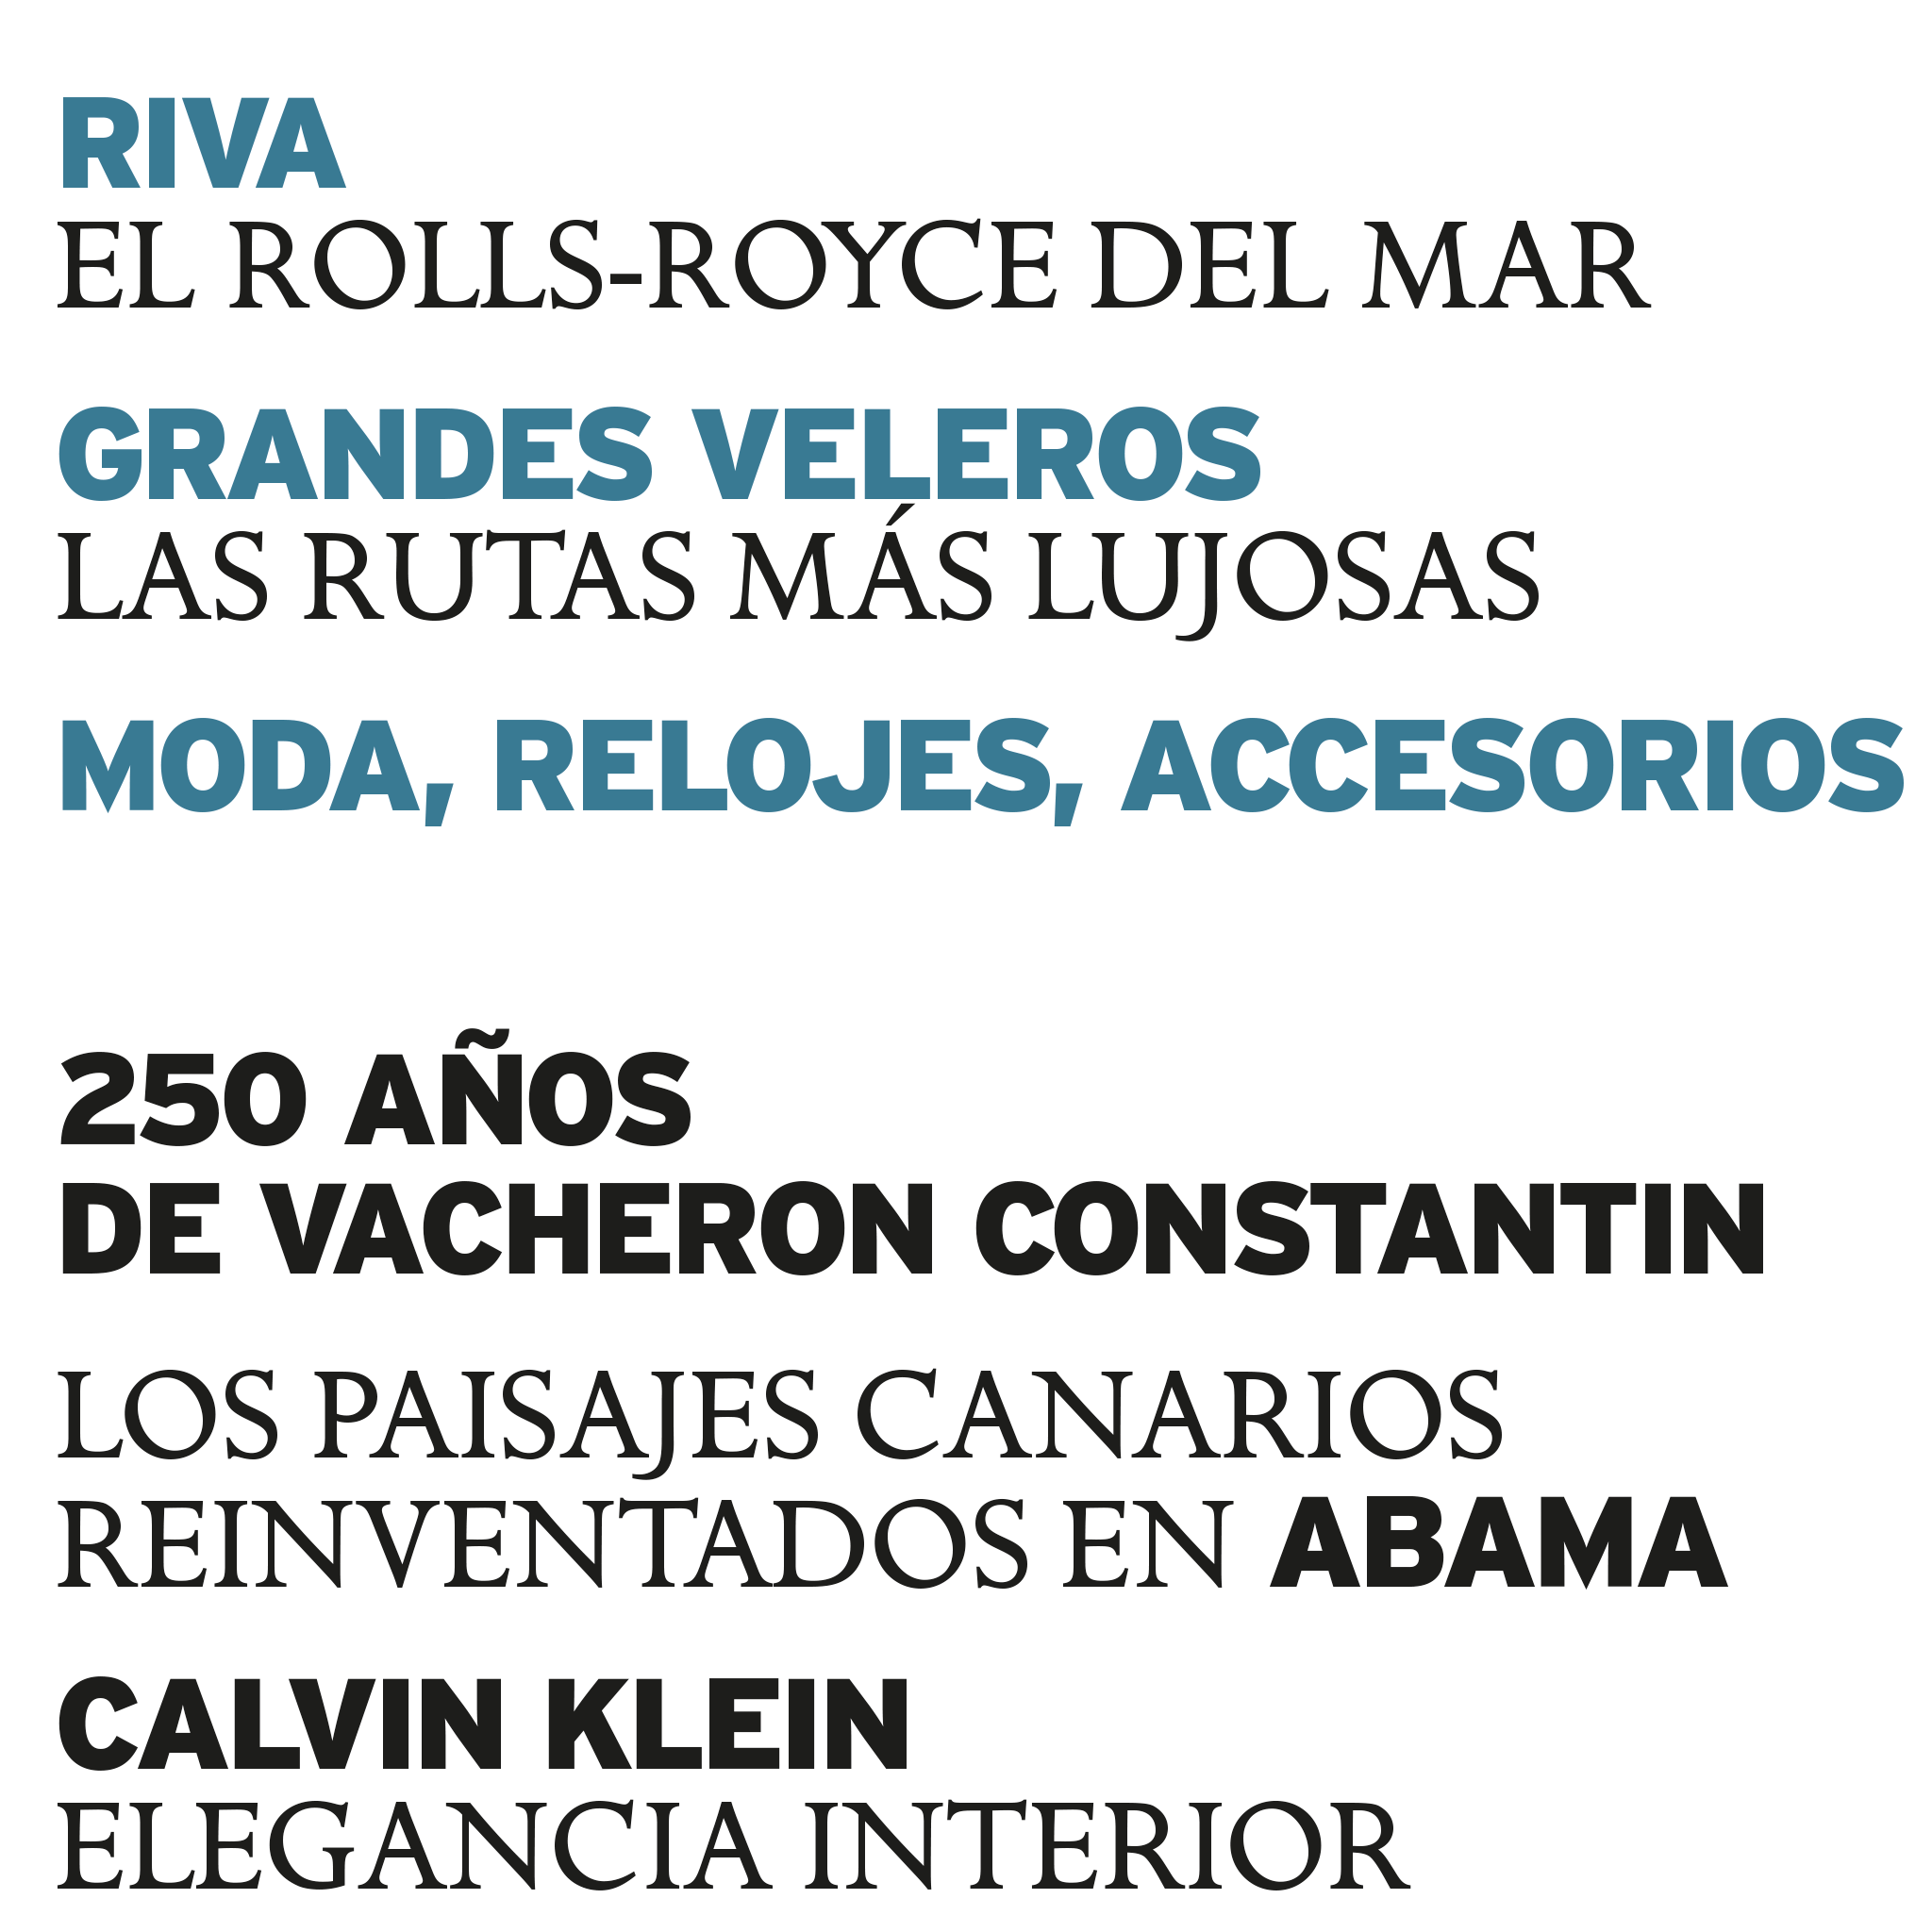 RIVA
EL ROLLS-ROYCE DEL MAR
GRANDES VELEROS
LAS RUTAS MÁS LUJOSAS
MODA, RELOJES, ACCESORIOS
250 AÑOS
DE VACHERON CONSTANTIN
LOS PAISAJES CANARIOS
REINVENTADOS EN ABAMA
CALVIN KLEIN
ELEGANCIA INTERIOR